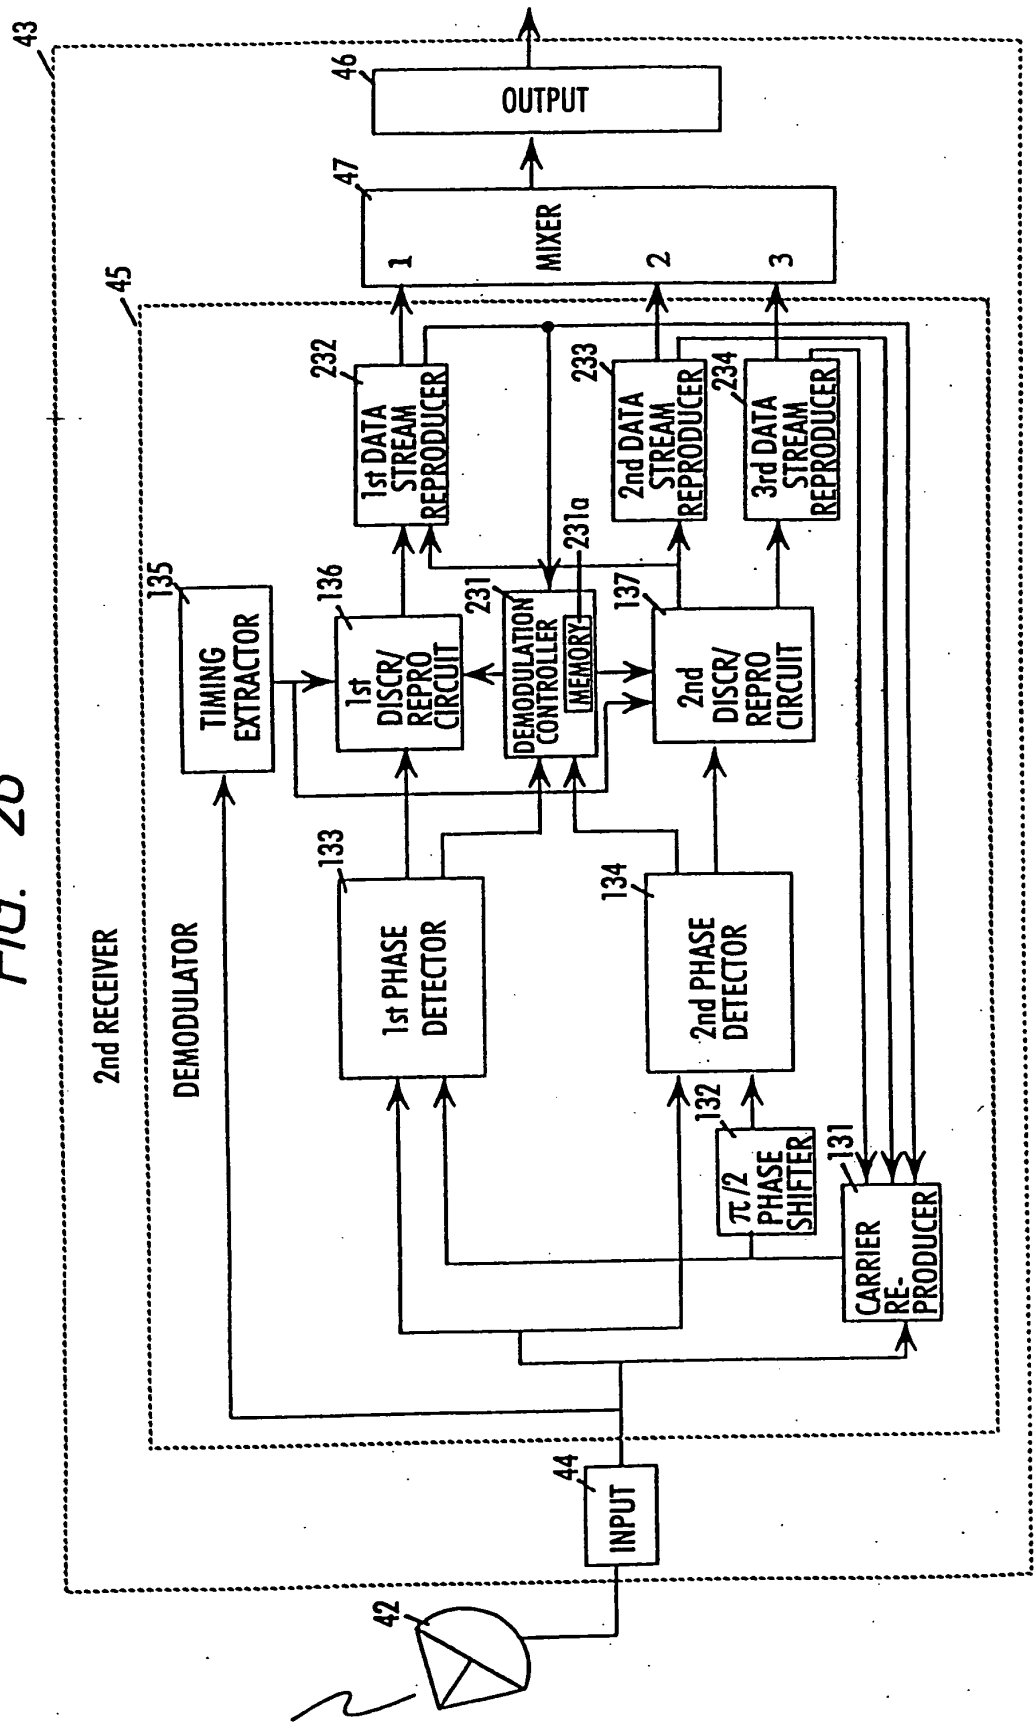 FIG. 26
43
2nd RECEIVER
45
DEMODULATOR
42
44
INPUT
135
TIMING
EXTRACTOR
133
1st PHASE
DETECTOR
136
1st
DISCR/
REPRO
CIRCUIT
232
1st DATA
STREAM
REPRODUCER
47
1
MIXER
2
3
46
OUTPUT
231
DEMODULATION
CONTROLLER
MEMORY
231a
134
2nd PHASE
DETECTOR
137
2nd
DISCR/
REPRO
CIRCUIT
233
2nd DATA
STREAM
REPRODUCER
234
3rd DATA
STREAM
REPRODUCER
132
π/2
PHASE
SHIFTER
131
CARRIER
RE-
PRODUCER